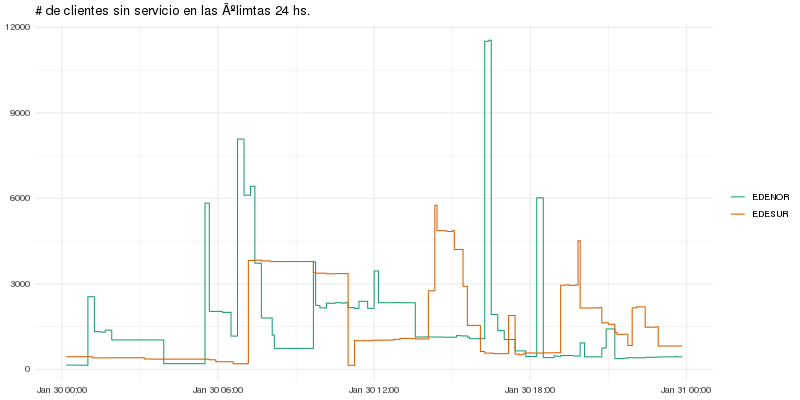 # de clientes sin servicio en las Ãºlimtas 24 hs.
12000
9000
6000
3000
0
Jan 30 00:00 Jan 30 06:00 Jan 30 12:00 Jan 30 18:00 Jan 31 00:00
EDENOR
EDESUR